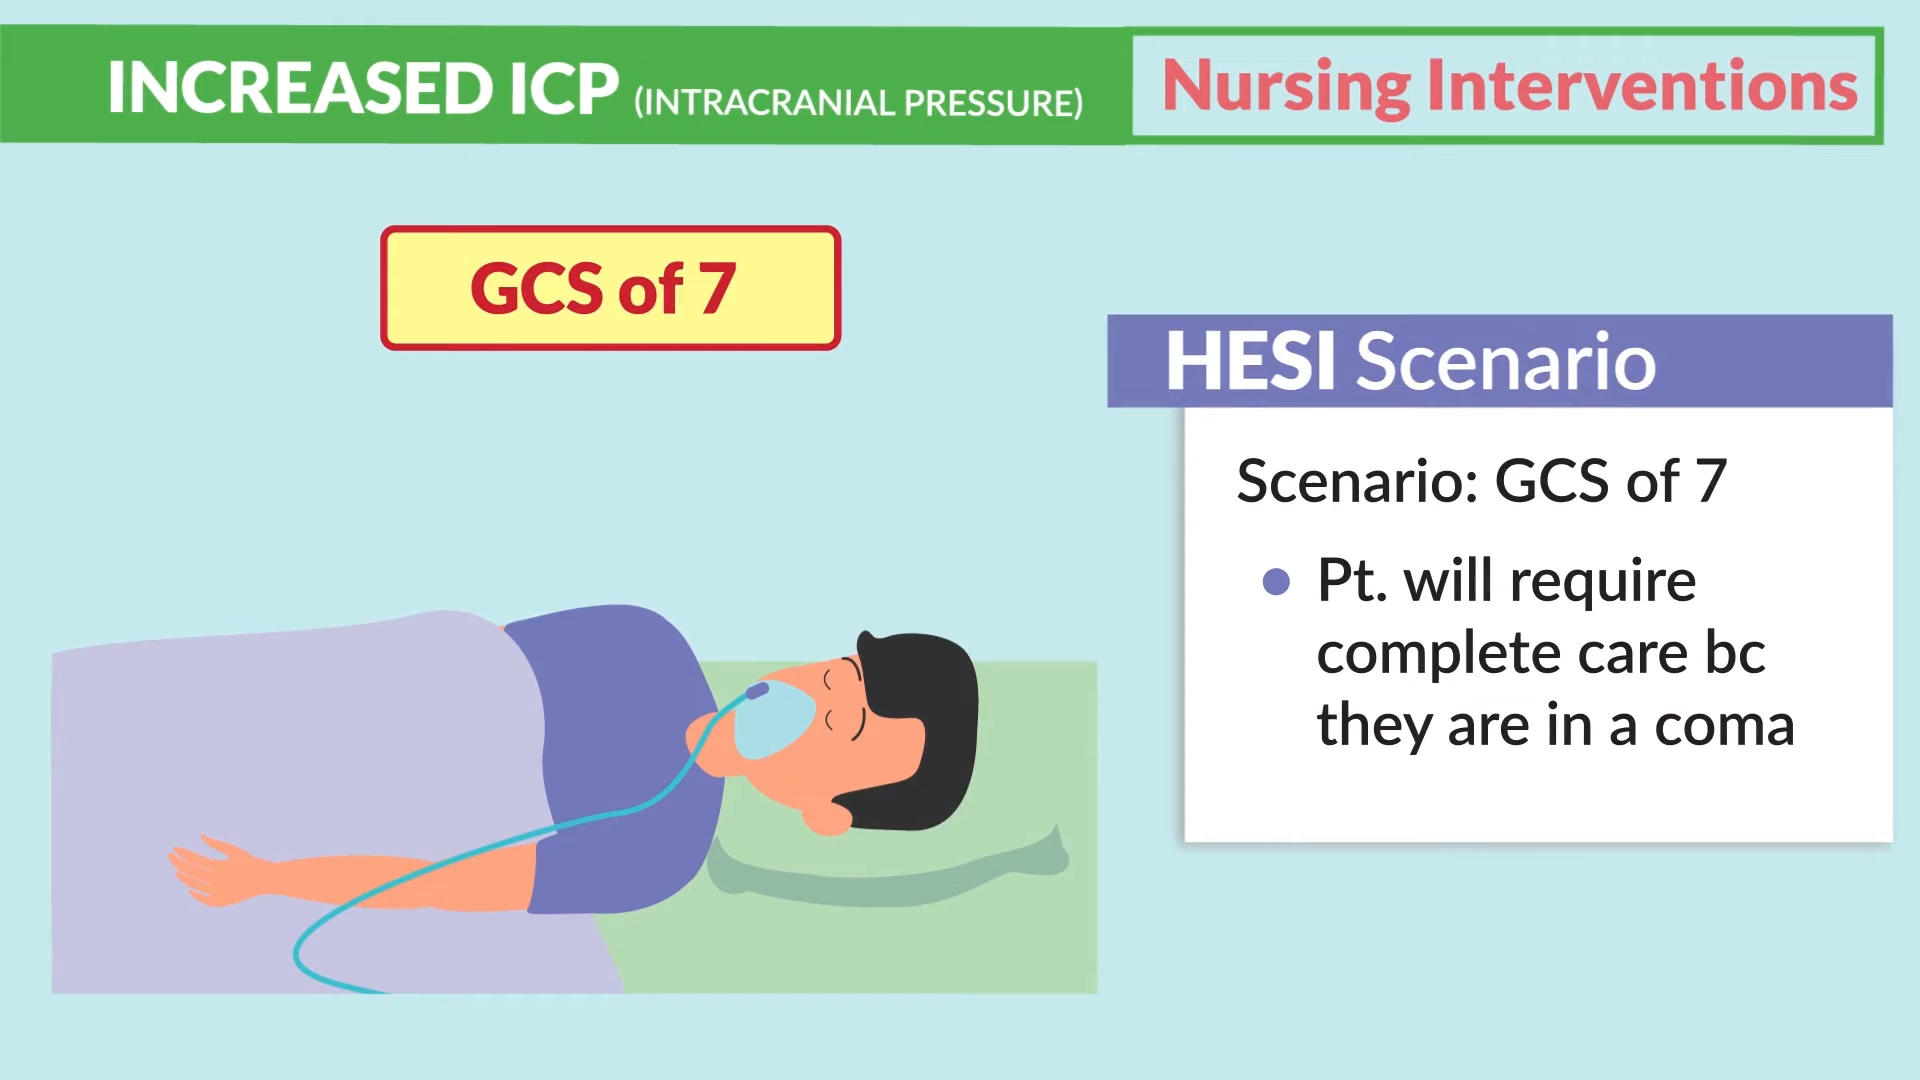 INCREASED ICP (INTRACRANIAL PRESSURE)
Nursing Interventions
GCS of 7
HESI Scenario
Scenario: GCS of 7
• Pt. will require
complete care bc
they are in a coma